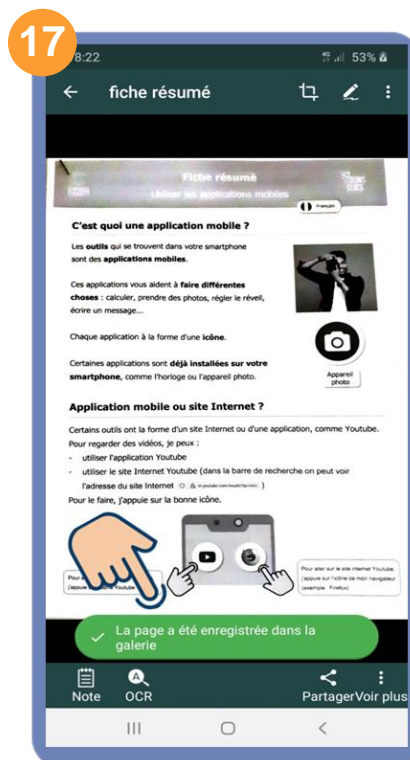 17
8:22
4G 53%
fiche résumé
Fiche résumé
Utiliser les applications mobiles
Français
C'est quoi une application mobile ?
Les outils qui se trouvent dans votre smartphone
sont des applications mobiles.
Ces applications vous aident à faire différentes
choses : calculer, prendre des photos, régler le réveil,
écrire un message...
Chaque application à la forme d'une icône.
Certaines applications sont déjà installées sur votre
smartphone, comme l'horloge ou l'appareil photo.
Appareil
photo
Application mobile ou site Internet ?
Certains outils ont la forme d'un site Internet ou d'une application, comme Youtube.
Pour regarder des vidéos, je peux :
- utiliser l'application Youtube
- utiliser le site Internet Youtube (dans la barre de recherche on peut voir
l'adresse du site Internet )
Pour le faire, j'appuie sur la bonne icône.
Pour aller sur le site internet Youtube,
j'appuie sur l'icône de mon navigateur
(exemple : Firefox)
La page a été enregistrée dans la
galerie
Note
A
OCR
Partager
Voir plus